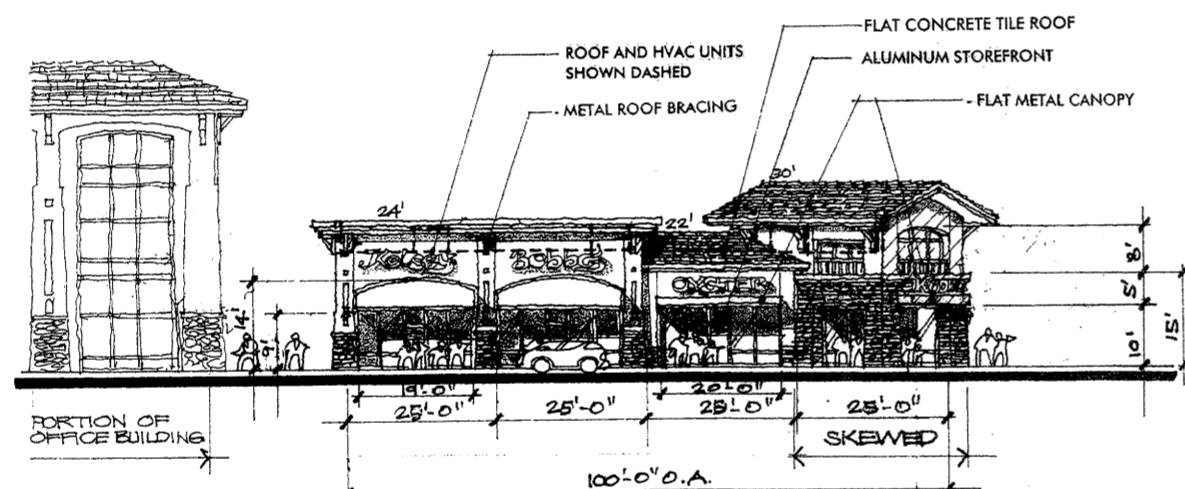 FLAT CONCRETE TILE ROOF
ROOF AND HVAC UNITS
SHOWN DASHED
ALUMINUM STOREFRONT
METAL ROOF BRACING
FLAT METAL CANOPY
30'
24'
22'
Kelsey
Bobby
OYSTER
8'
5'
15'
14'
9'
10'
19'-0"
20'-0"
25'-0"
25'-0"
25'-0"
25'-0"
PORTION OF
OFFICE BUILDING
SKEWED
100'-0" O.A.